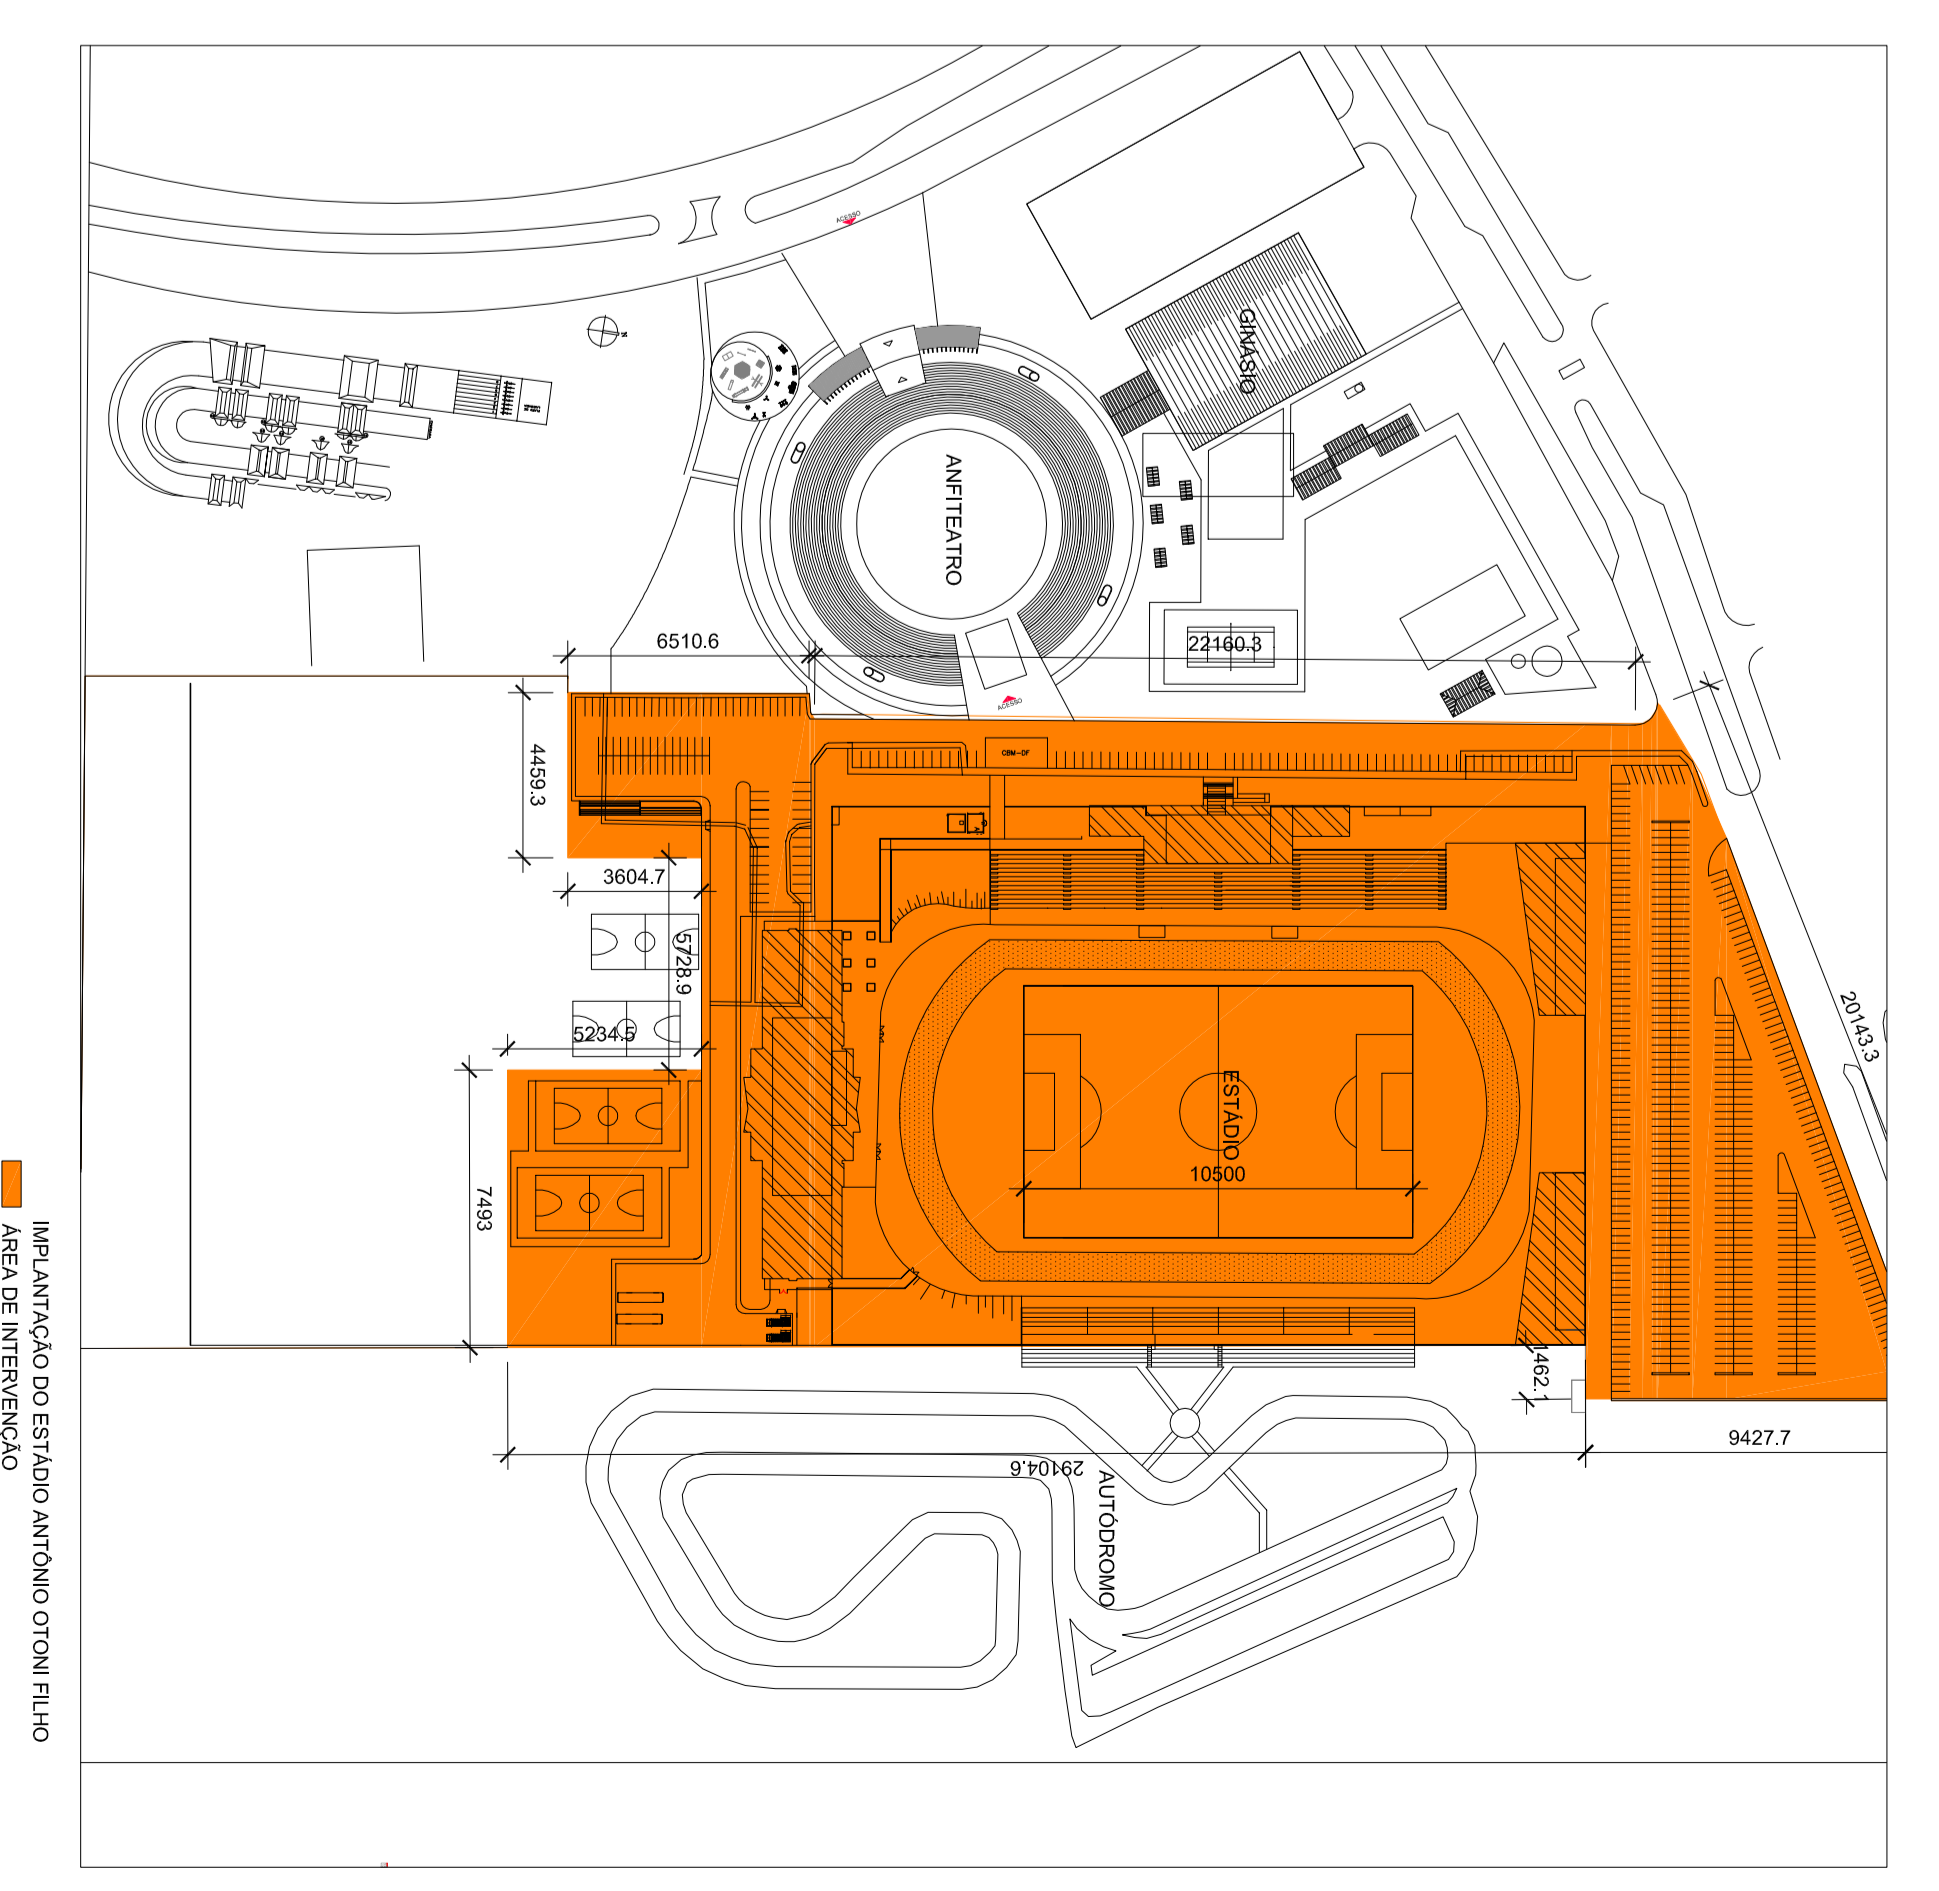 ACESSO
GINÁSIO
N
ANFITEATRO
6510.6
22160.3
ACESSO
4459.3
CBM-DF
3604.7
5728.9
5234.5
20143.3
ESTÁDIO
10500
7493
1462.1
9427.7
29104.6
AUTÓDROMO
IMPLANTAÇÃO DO ESTÁDIO ANTÔNIO OTONI FILHO
ÁREA DE INTERVENÇÃO